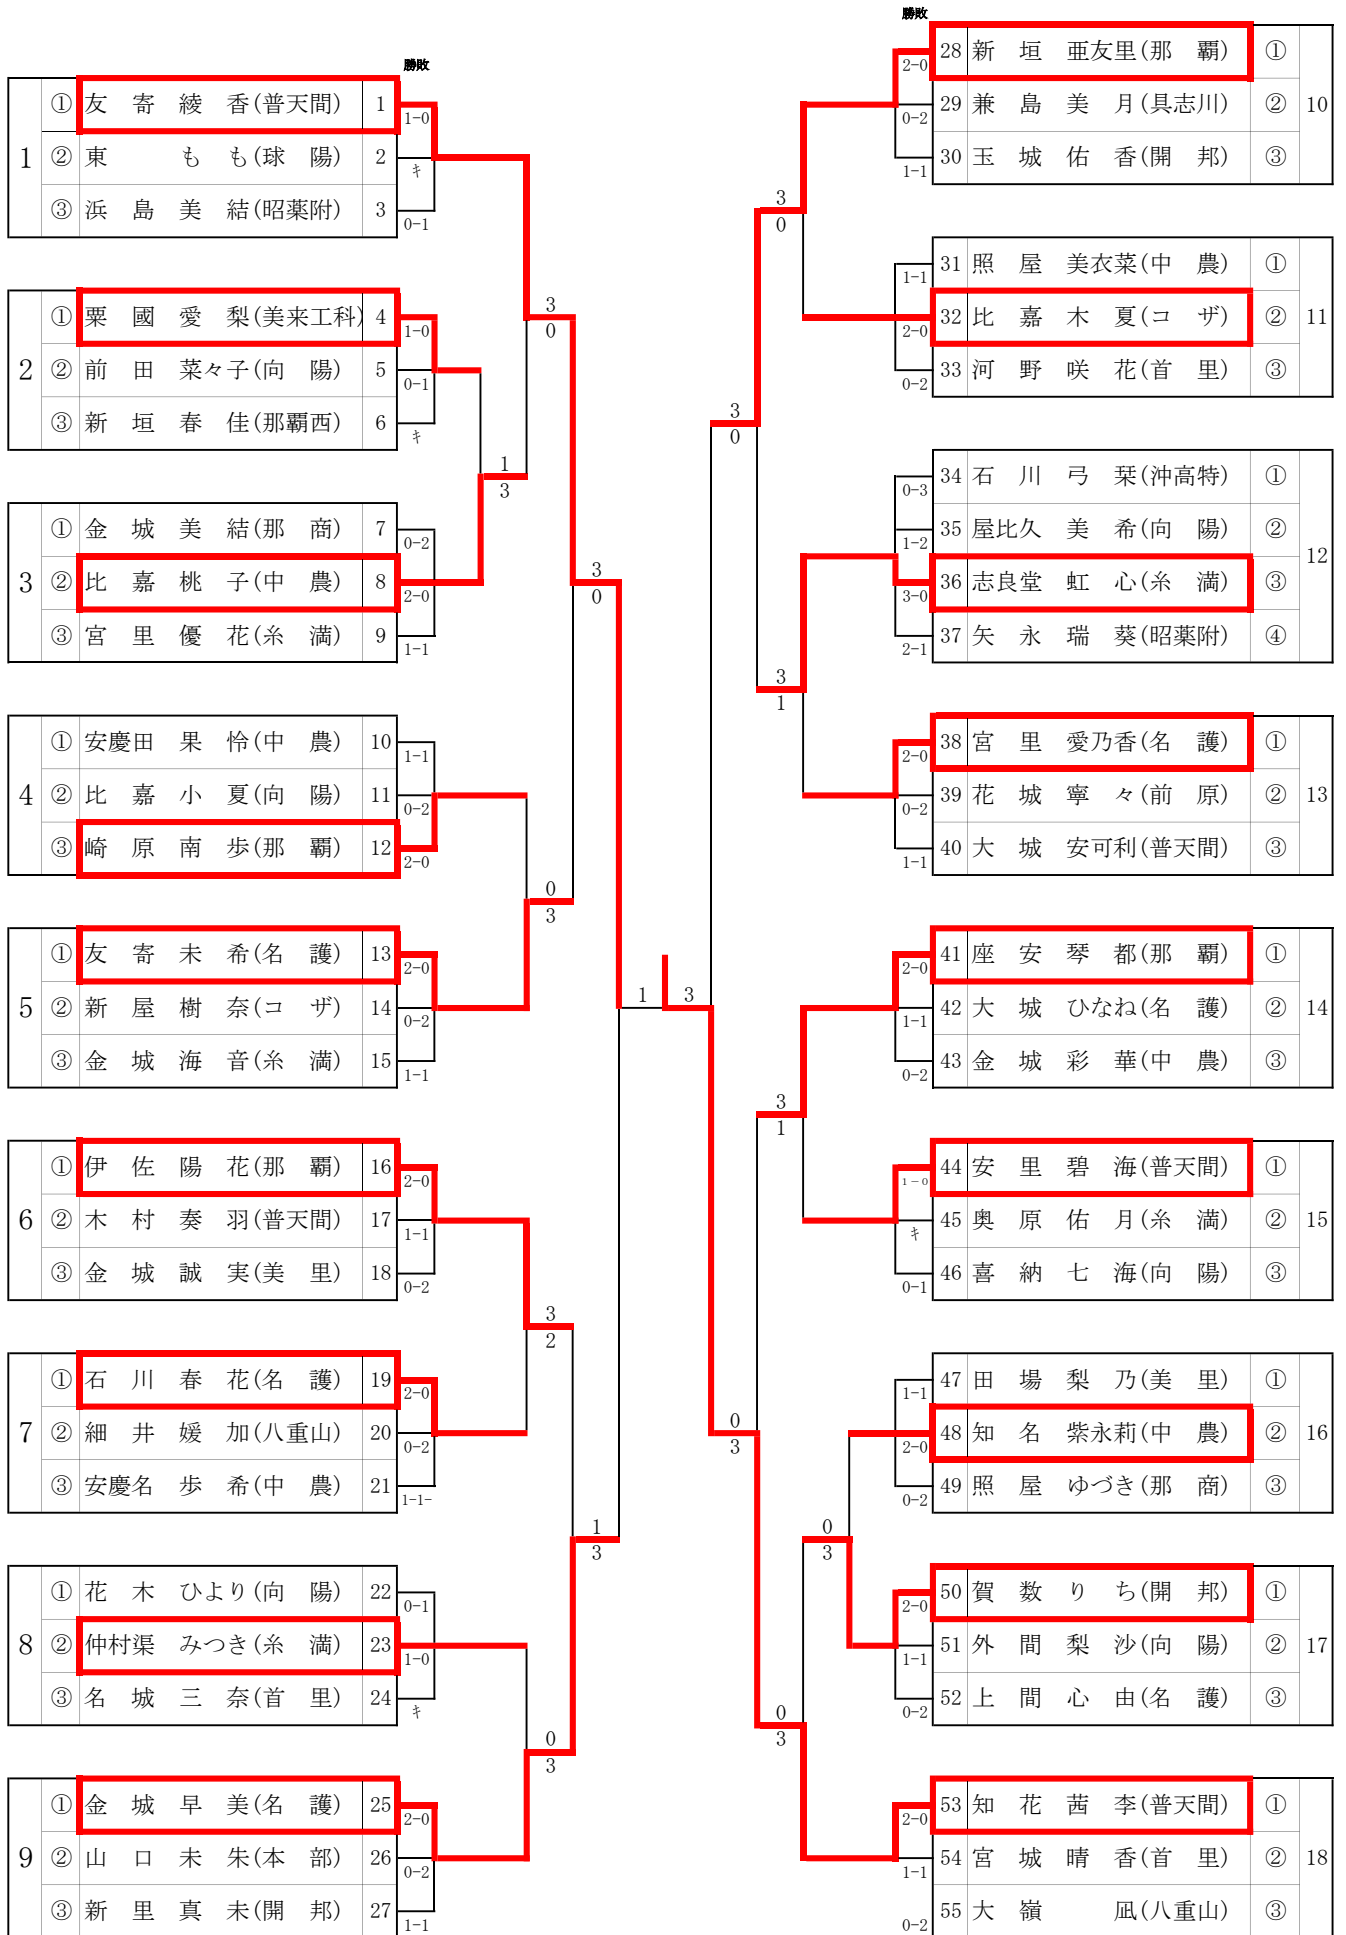 勝敗
1 ① 友 寄 綾 香(普天間) 1 1-0
② 東 も も(球 陽) 2 キ
③ 浜 島 美 結(昭薬附) 3 0-1
2 ① 粟 國 愛 梨(美来工科) 4 1-0
② 前 田 菜々子(向 陽) 5 0-1
③ 新 垣 春 佳(那覇西) 6 キ
3 ① 金 城 美 結(那 商) 7 0-2
② 比 嘉 桃 子(中 農) 8 2-0
③ 宮 里 優 花(糸 満) 9 1-1
4 ① 安慶田 果 怜(中 農) 10 1-1
② 比 嘉 小 夏(向 陽) 11 0-2
③ 崎 原 南 歩(那 覇) 12 2-0
5 ① 友 寄 未 希(名 護) 13 2-0
② 新 屋 樹 奈(コ ザ) 14 0-2
③ 金 城 海 音(糸 満) 15 1-1
6 ① 伊 佐 陽 花(那 覇) 16 2-0
② 木 村 奏 羽(普天間) 17 1-1
③ 金 城 誠 実(美 里) 18 0-2
7 ① 石 川 春 花(名 護) 19 2-0
② 細 井 媛 加(八重山) 20 0-2
③ 安慶名 歩 希(中 農) 21 1-1-
8 ① 花 木 ひより(向 陽) 22 0-1
② 仲村渠 みつき(糸 満) 23 1-0
③ 名 城 三 奈(首 里) 24 キ
9 ① 金 城 早 美(名 護) 25 2-0
② 山 口 未 朱(本 部) 26 0-2
③ 新 里 真 未(開 邦) 27 1-1
3
0
1
3
3
0
0
3
3
2
1
3
0
3
1 3
勝敗
2-0 28 新 垣 亜友里(那 覇) ① 10
0-2 29 兼 島 美 月(具志川) ②
1-1 30 玉 城 佑 香(開 邦) ③
1-1 31 照 屋 美衣菜(中 農) ① 11
2-0 32 比 嘉 木 夏(コ ザ) ②
0-2 33 河 野 咲 花(首 里) ③
0-3 34 石 川 弓 栞(沖高特) ① 12
1-2 35 屋比久 美 希(向 陽) ②
3-0 36 志良堂 虹 心(糸 満) ③
2-1 37 矢 永 瑞 葵(昭薬附) ④
2-0 38 宮 里 愛乃香(名 護) ① 13
0-2 39 花 城 寧 々(前 原) ②
1-1 40 大 城 安可利(普天間) ③
2-0 41 座 安 琴 都(那 覇) ① 14
1-1 42 大 城 ひなね(名 護) ②
0-2 43 金 城 彩 華(中 農) ③
1-0 44 安 里 碧 海(普天間) ① 15
キ 45 奥 原 佑 月(糸 満) ②
0-1 46 喜 納 七 海(向 陽) ③
1-1 47 田 場 梨 乃(美 里) ① 16
2-0 48 知 名 紫永莉(中 農) ②
0-2 49 照 屋 ゆづき(那 商) ③
2-0 50 賀 数 り ち(開 邦) ① 17
1-1 51 外 間 梨 沙(向 陽) ②
0-2 52 上 間 心 由(名 護) ③
2-0 53 知 花 茜 李(普天間) ① 18
1-1 54 宮 城 晴 香(首 里) ②
0-2 55 大 嶺 凪(八重山) ③
3
0
3
0
3
1
3
1
0
3
0
3
0
3